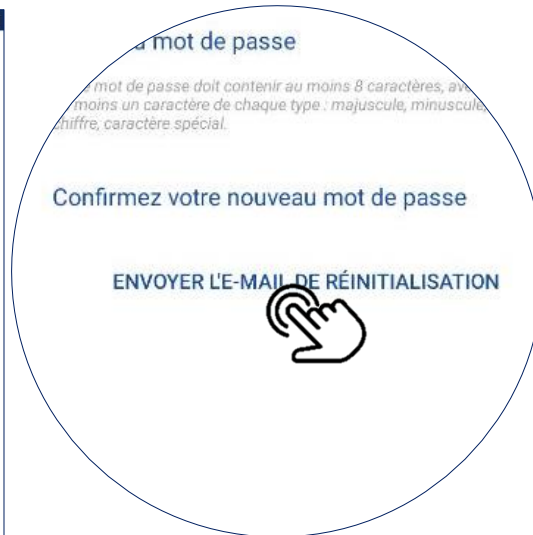 mot de passe
mot de passe doit contenir au moins 8 caractères,
moins un caractère de chaque type : majuscule, minuscule,
chiffre, caractère spécial.
Confirmez votre nouveau mot de passe
ENVOYER L'E-MAIL DE RÉINITIALISATION